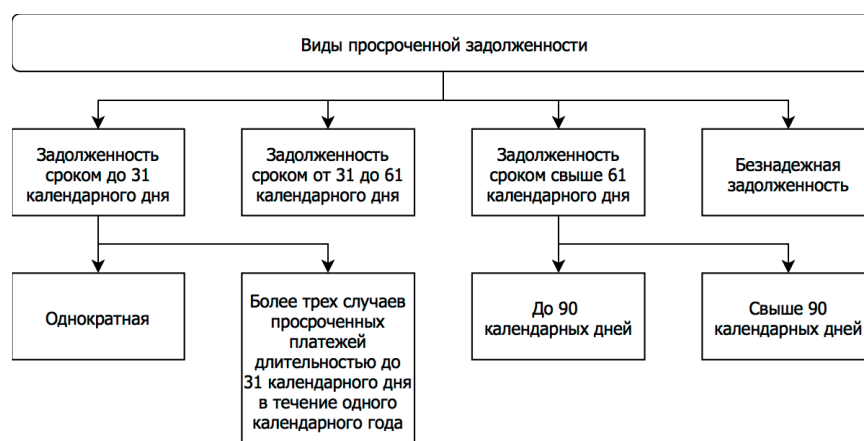 Виды просроченной задолженности
Задолженность
сроком до 31
календарного дня
Задолженность
сроком от 31 до 61
календарного дня
Задолженность
сроком свыше 61
календарного дня
Безнадежная
задолженность
Однократная
Более трех случаев
просроченных
платежей
длительностью до
31 календарного дня
в течение одного
календарного года
До 90
календарных дней
Свыше 90
календарных дней